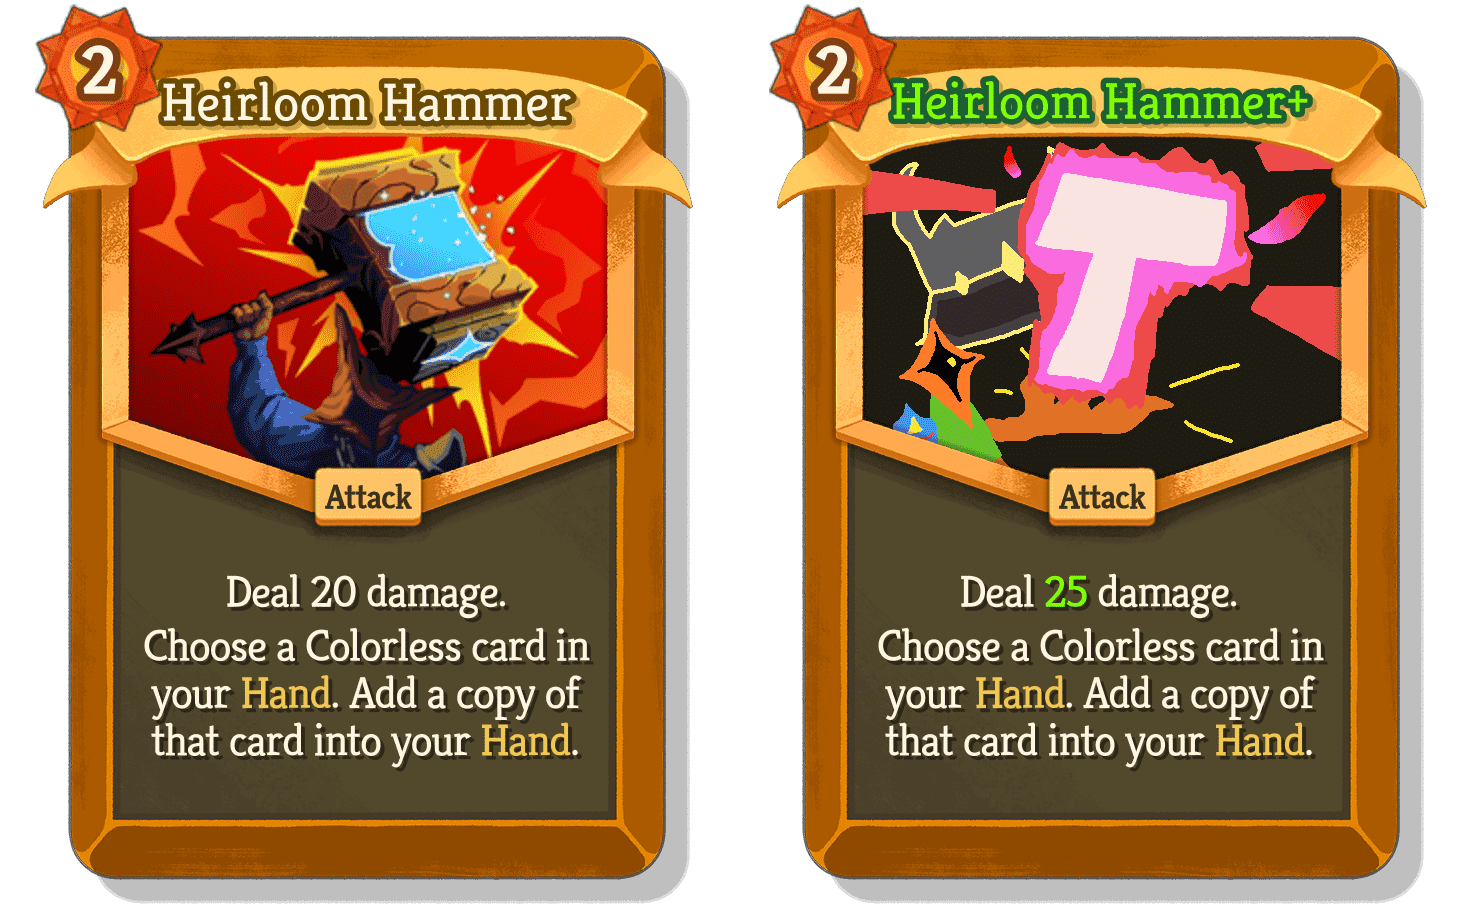 2
Heirloom Hammer
Attack
Deal 20 damage.
Choose a Colorless card in
your Hand. Add a copy of
that card into your Hand.
2
Heirloom Hammer+
T
Attack
Deal 25 damage.
Choose a Colorless card in
your Hand. Add a copy of
that card into your Hand.